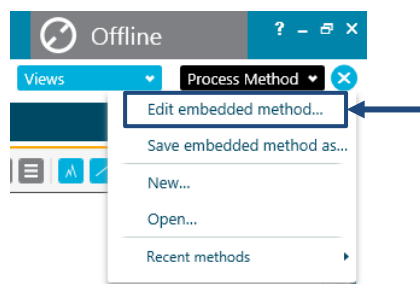 Offline
? – ✕
Views
Process Method
Edit embedded method...
Save embedded method as...
New...
Open...
Recent methods